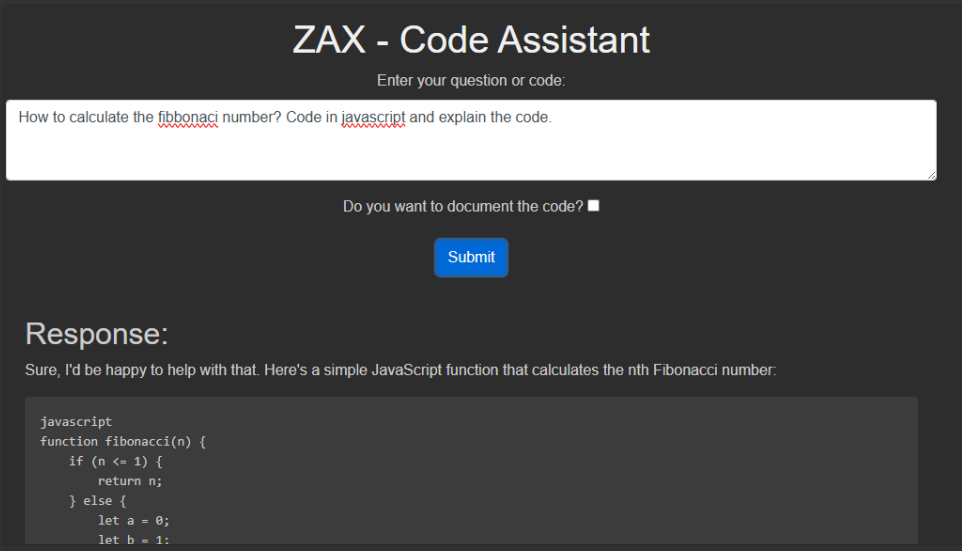 ZAX - Code Assistant
Enter your question or code:
How to calculate the fibbonaci number? Code in javascript and explain the code.
Do you want to document the code?
Submit
Response:
Sure, I'd be happy to help with that. Here's a simple JavaScript function that calculates the nth Fibonacci number:
javascript
function fibonacci(n) {
    if (n <= 1) {
        return n;
    } else {
        let a = 0;
        let b = 1;